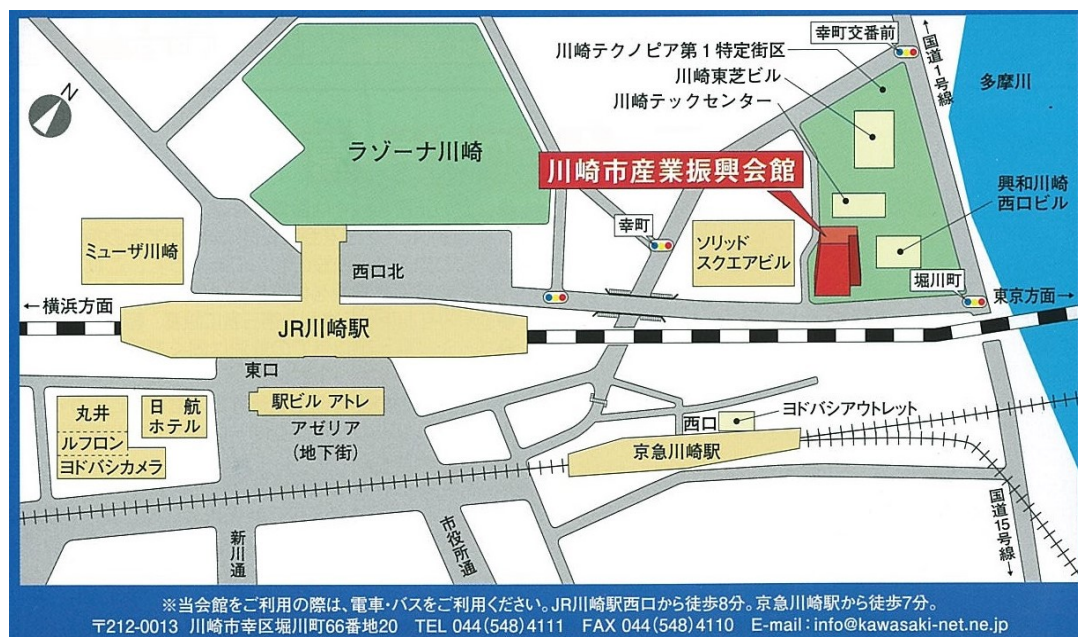 幸町交番前
↑国道1号線
川崎テクノピア第1特定街区
川崎東芝ビル
川崎テックセンター
多摩川
N
ラゾーナ川崎
川崎市産業振興会館
興和川崎
西口ビル
幸町
ミューザ川崎
ソリッド
スクエアビル
西口北
堀川町
←横浜方面
東京方面→
JR川崎駅
東口
駅ビル アトレ
アゼリア
(地下街)
丸井
ルフロン
ヨドバシカメラ
日航
ホテル
西口
ヨドバシアウトレット
京急川崎駅
新川通
市役所通
国道15号線↓
※当会館をご利用の際は、電車・バスをご利用ください。JR川崎駅西口から徒歩8分。京急川崎駅から徒歩7分。
〒212-0013 川崎市幸区堀川町66番地20 TEL 044(548)4111 FAX 044(548)4110 E-mail:info@kawasaki-net.ne.jp